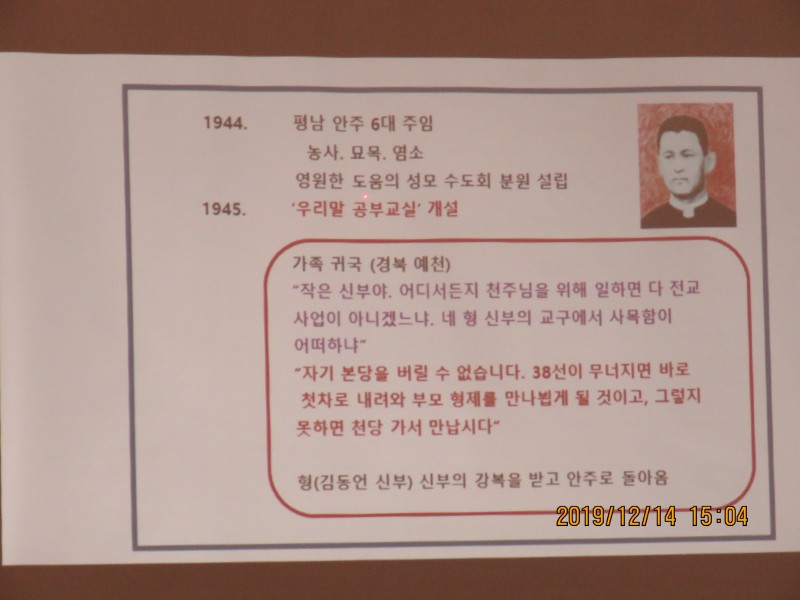 1944. 평남 안주 6대 주임
농사. 묘목. 염소
영원한 도움의 성모 수도회 분원 설립
1945. '우리말 공부교실' 개설
가족 귀국 (경북 예천)
"작은 신부야. 어디서든지 천주님을 위해 일하면 다 전교
사업이 아니겠느냐. 네 형 신부의 교구에서 사목함이
어떠하냐"
"자기 본당을 버릴 수 없습니다. 38선이 무너지면 바로
첫차로 내려와 부모 형제를 만나뵙게 될 것이고, 그렇지
못하면 천당 가서 만납시다"
형(김동언 신부) 신부의 강복을 받고 안주로 돌아옴
2019/12/14 15:04